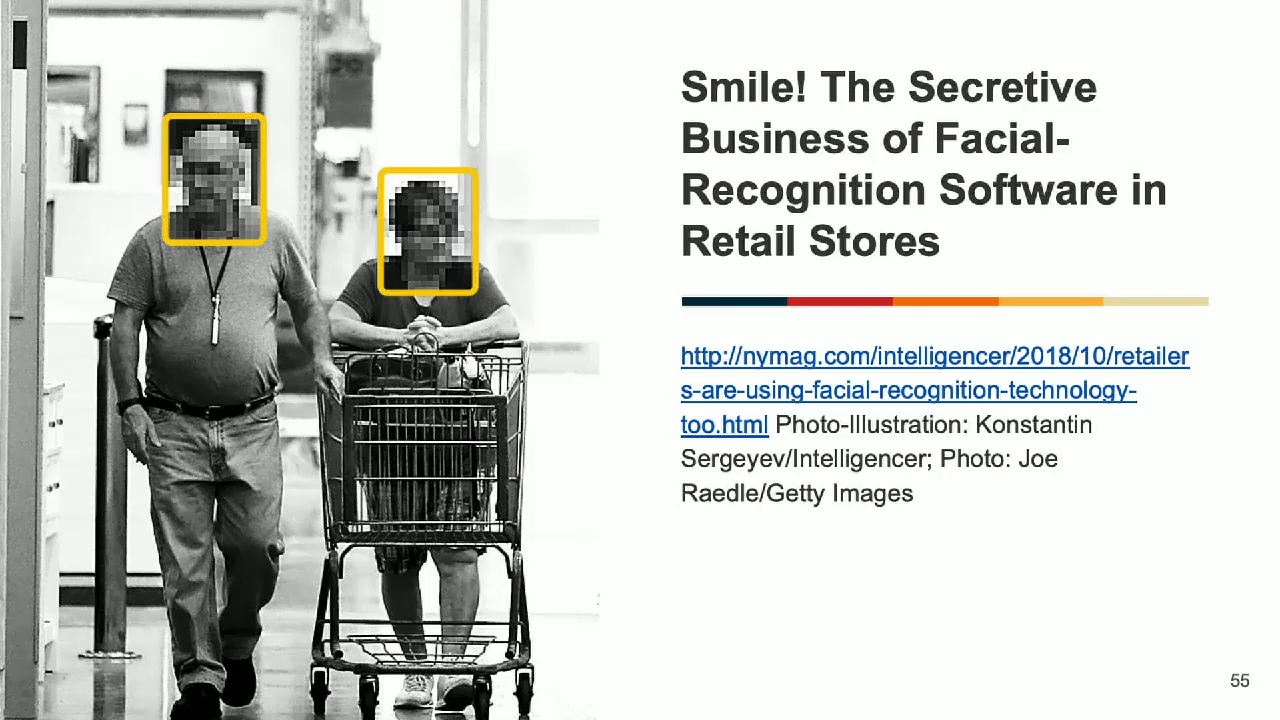 Smile! The Secretive
Business of Facial-
Recognition Software in
Retail Stores
http://nymag.com/intelligencer/2018/10/retailer
s-are-using-facial-recognition-technology-
too.html Photo-Illustration: Konstantin
Sergeyev/Intelligencer; Photo: Joe
Raedle/Getty Images
55